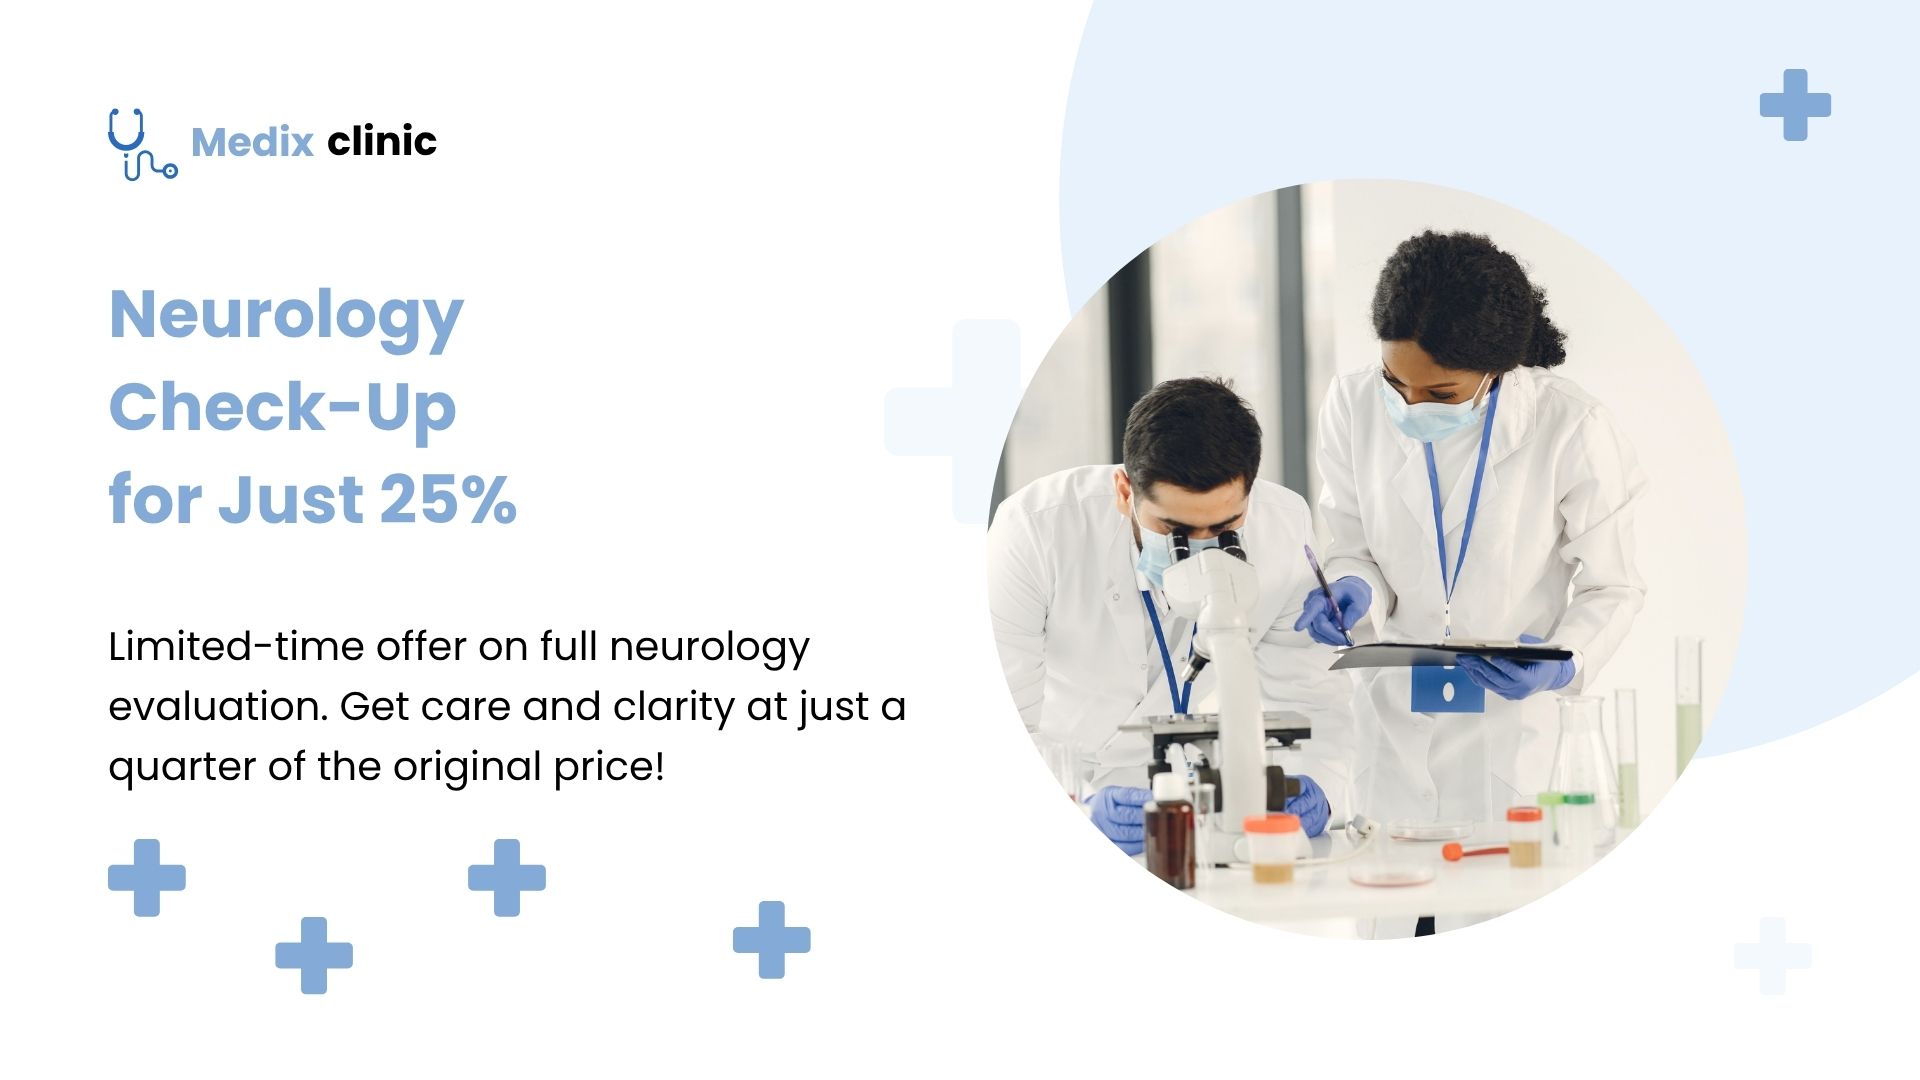 Medix clinic
Neurology
Check-Up
for Just 25%
Limited-time offer on full neurology
evaluation. Get care and clarity at just a
quarter of the original price!